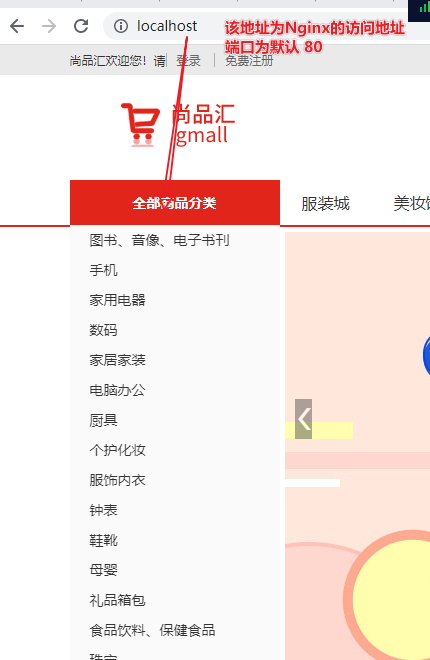 localhost
该地址为Nginx的访问地址
端口为默认 80
尚品汇欢迎您！请 登录 免费注册
尚品汇
gmall
全部商品分类 服装城 美妆
图书、音像、电子书刊
手机
家用电器
数码
家居家装
电脑办公
厨具
个护化妆
服饰内衣
钟表
鞋靴
母婴
礼品箱包
食品饮料、保健食品
珠宝